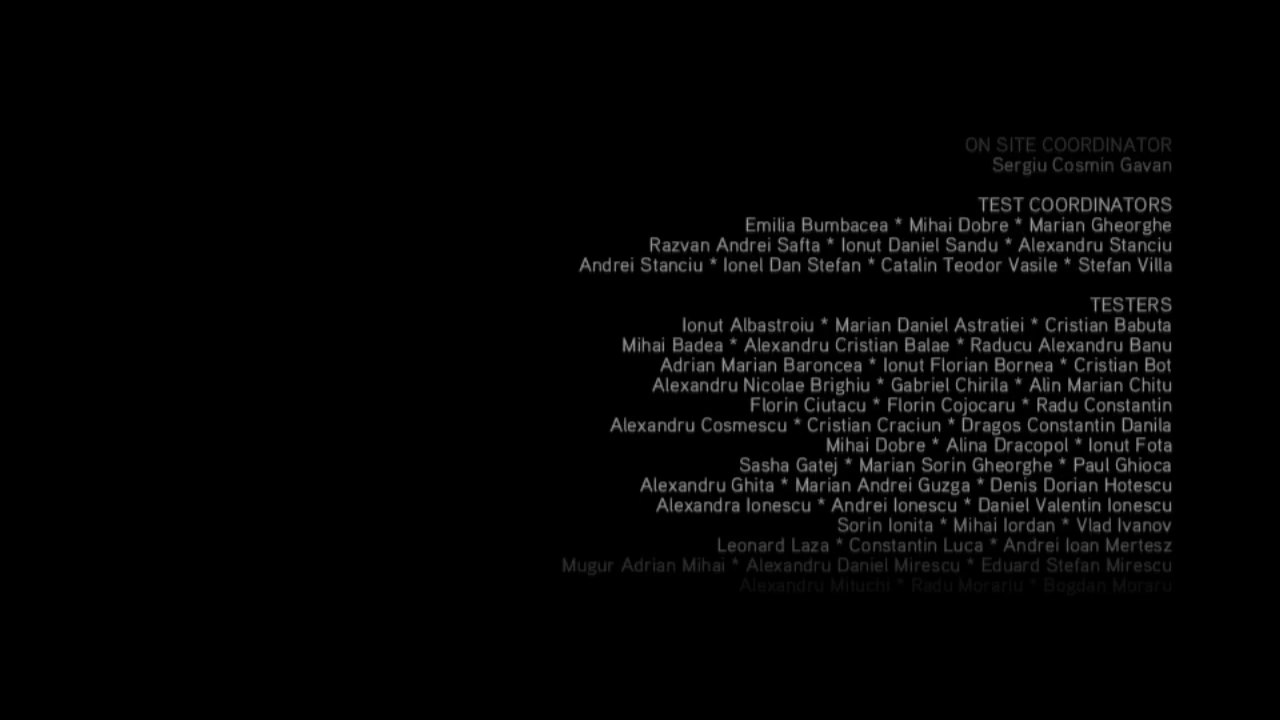 ON SITE COORDINATOR
Sergiu Cosmin Gavan
TEST COORDINATORS
Emilia Bumbacea * Mihai Dobre * Marian Gheorghe
Razvan Andrei Safta * Ionut Daniel Sandu * Alexandru Stanciu
Andrei Stanciu * Ionel Dan Stefan * Catalin Teodor Vasile * Stefan Villa
TESTERS
Ionut Albastroiu * Marian Daniel Astratiei * Cristian Babuta
Mihai Badea * Alexandru Cristian Balae * Raducu Alexandru Banu
Adrian Marian Baroncea * Ionut Florian Bornea * Cristian Bot
Alexandru Nicolae Brighiu * Gabriel Chirila * Alin Marian Chitu
Florin Ciutacu * Florin Cojocaru * Radu Constantin
Alexandru Cosmescu * Cristian Craciun * Dragos Constantin Danila
Mihai Dobre * Alina Dracopol * Ionut Fota
Sasha Gatej * Marian Sorin Gheorghe * Paul Ghioca
Alexandru Ghita * Marian Andrei Guzga * Denis Dorian Hotescu
Alexandra Ionescu * Andrei Ionescu * Daniel Valentin Ionescu
Sorin Ionita * Mihai Iordan * Vlad Ivanov
Leonard Laza * Constantin Luca * Andrei Ioan Mertesz
Mugur Adrian Mihai * Alexandru Daniel Mirescu * Eduard Stefan Mirescu
Alexandru Mituchi * Radu Morariu * Bogdan Moraru